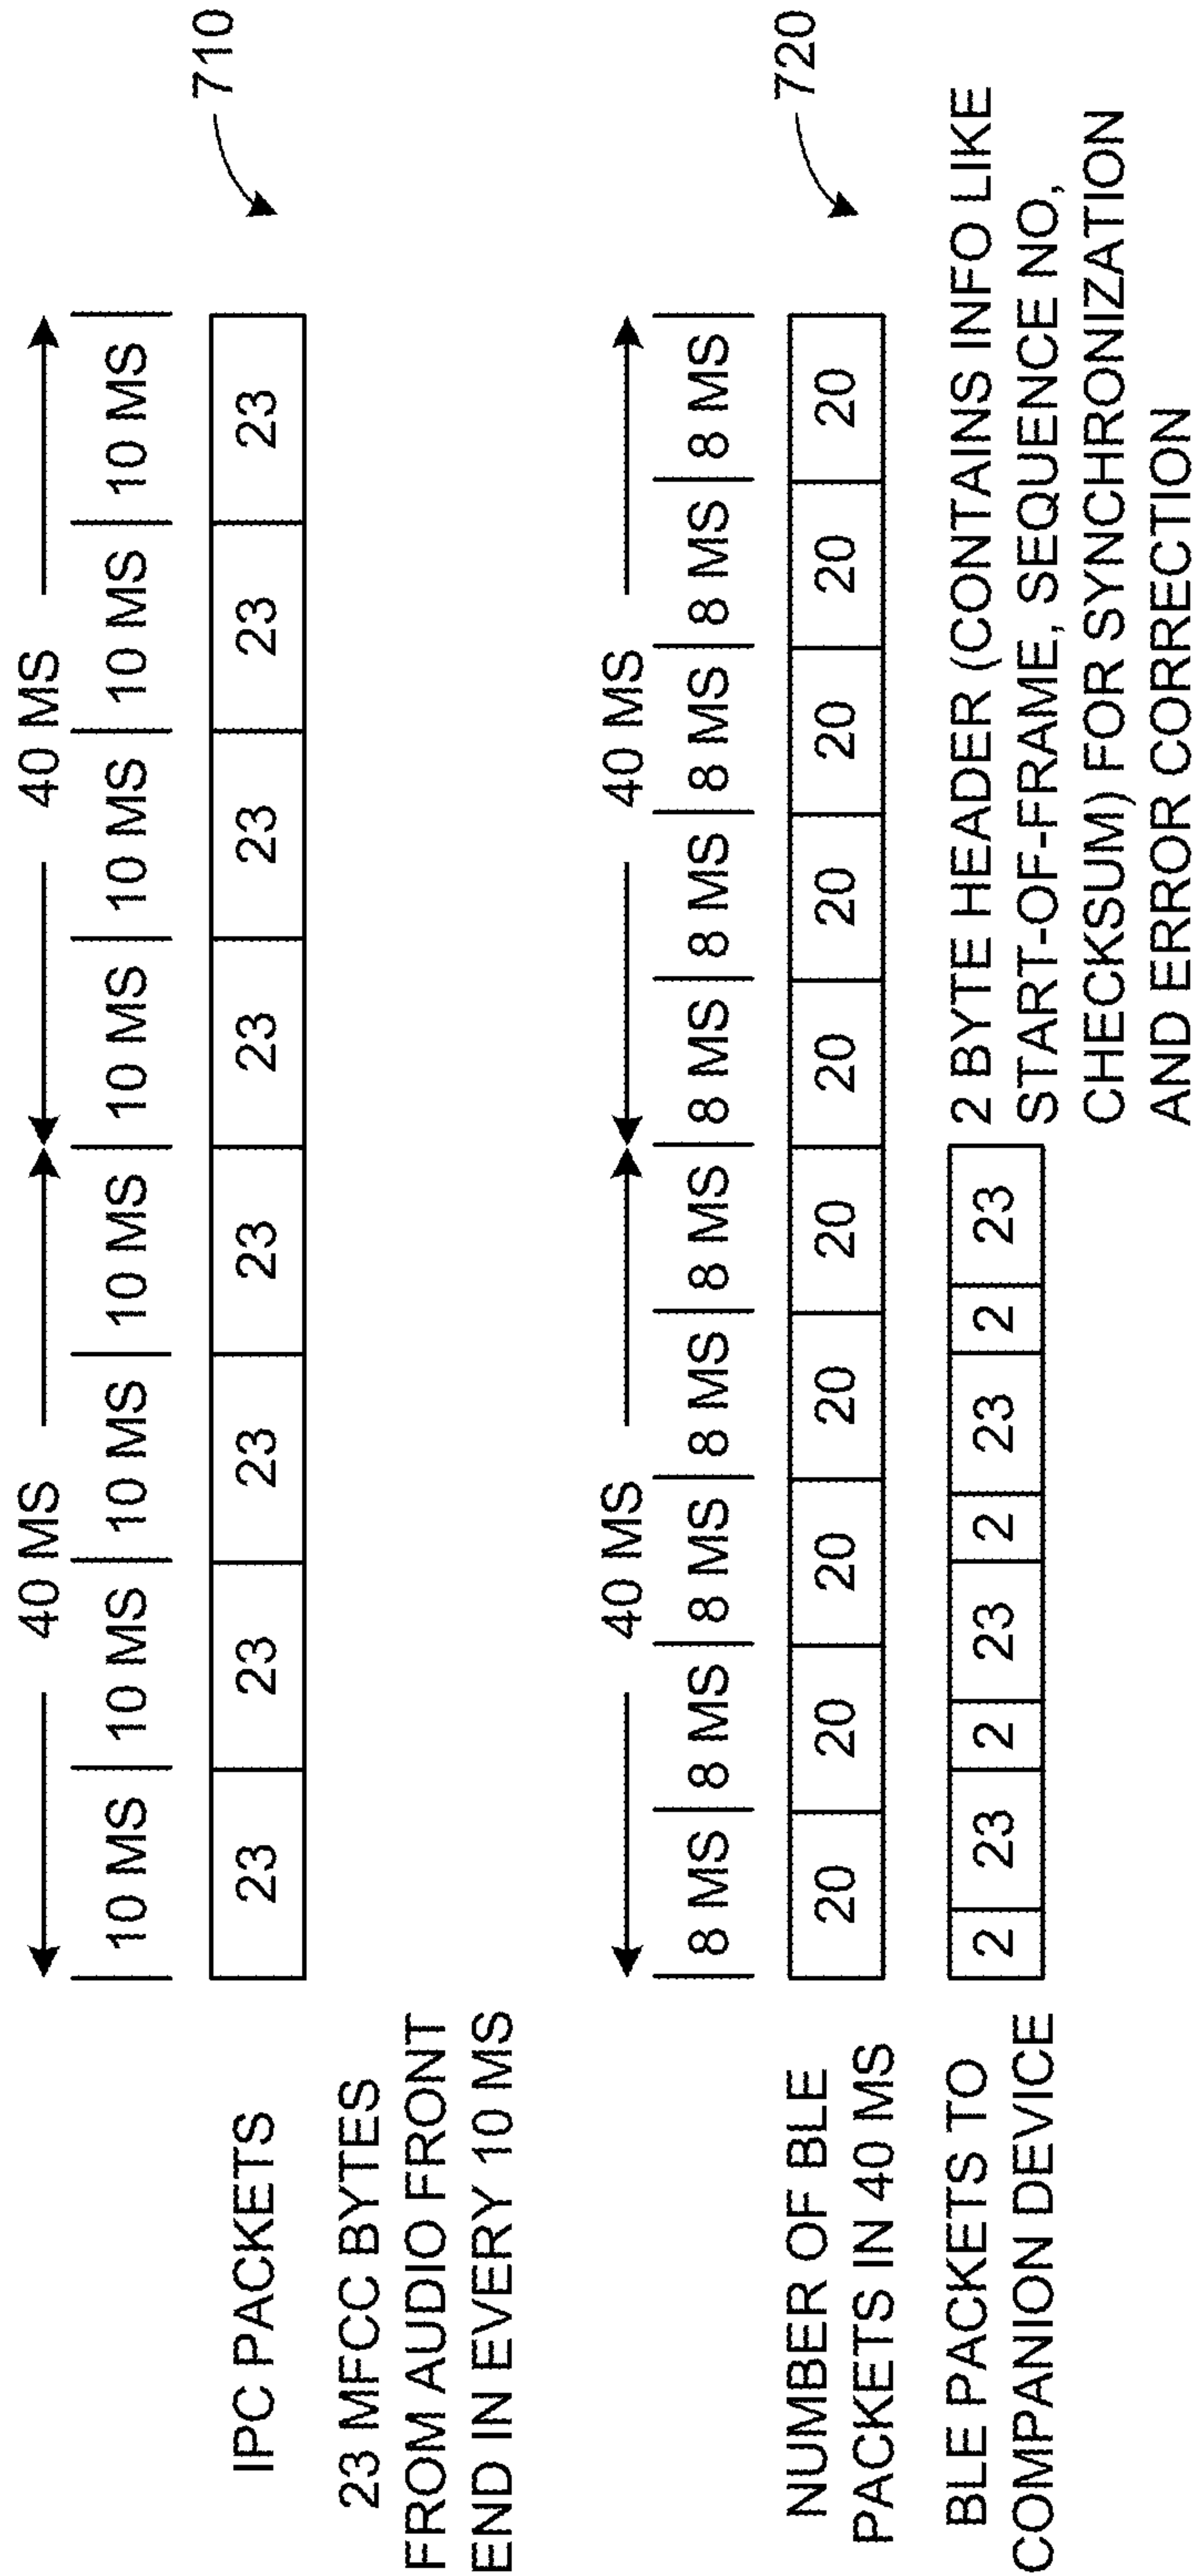 40 MS 40 MS
10 MS 10 MS 10 MS 10 MS 10 MS 10 MS 10 MS 10 MS
IPC PACKETS 23 23 23 23 23 23 23 23 710
23 MFCC BYTES
FROM AUDIO FRONT
END IN EVERY 10 MS
40 MS 40 MS
8 MS 8 MS 8 MS 8 MS 8 MS 8 MS 8 MS 8 MS 8 MS 8 MS
720
NUMBER OF BLE
PACKETS IN 40 MS
20 20 20 20 20 20 20 20 20 20
BLE PACKETS TO
COMPANION DEVICE
2 23 2 23 2 23 2 23
2 BYTE HEADER (CONTAINS INFO LIKE
START-OF-FRAME, SEQUENCE NO,
CHECKSUM) FOR SYNCHRONIZATION
AND ERROR CORRECTION